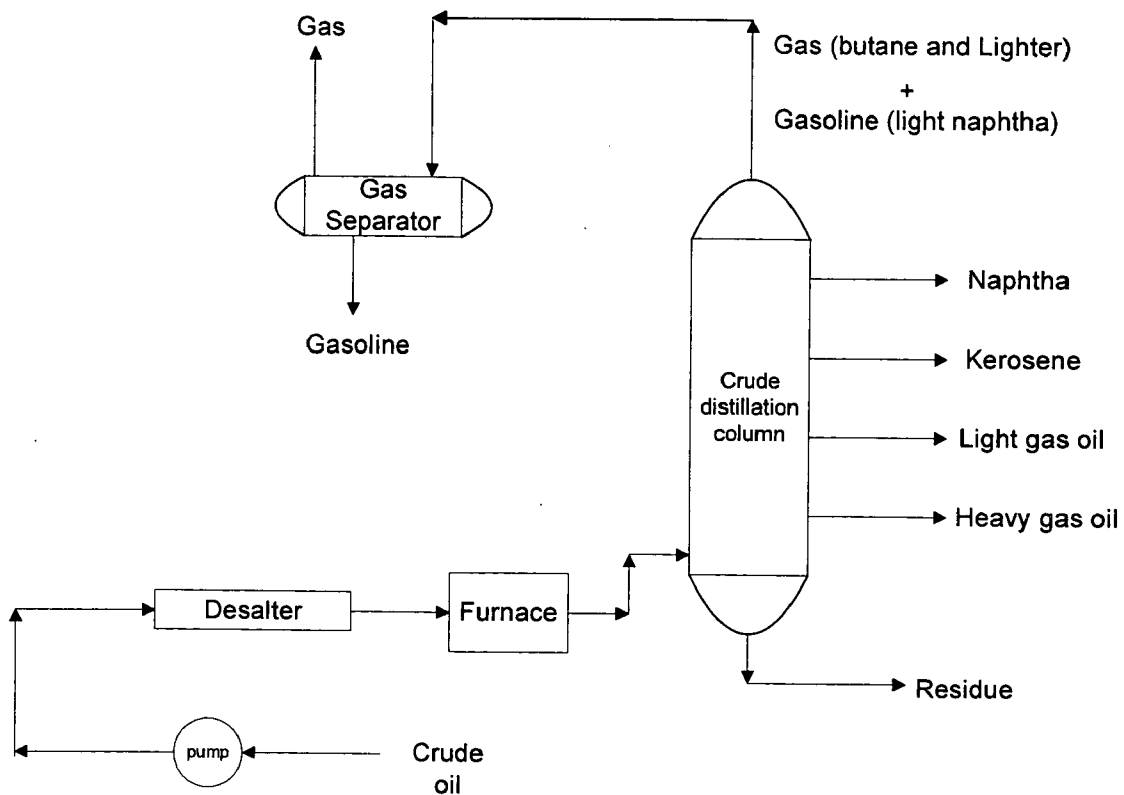 Gas
Gas (butane and Lighter)
+
Gasoline (light naphtha)
Gas
Separator
Gasoline
Naphtha
Kerosene
Crude
distillation
column
Light gas oil
Heavy gas oil
Desalter
Furnace
Residue
pump
Crude
oil